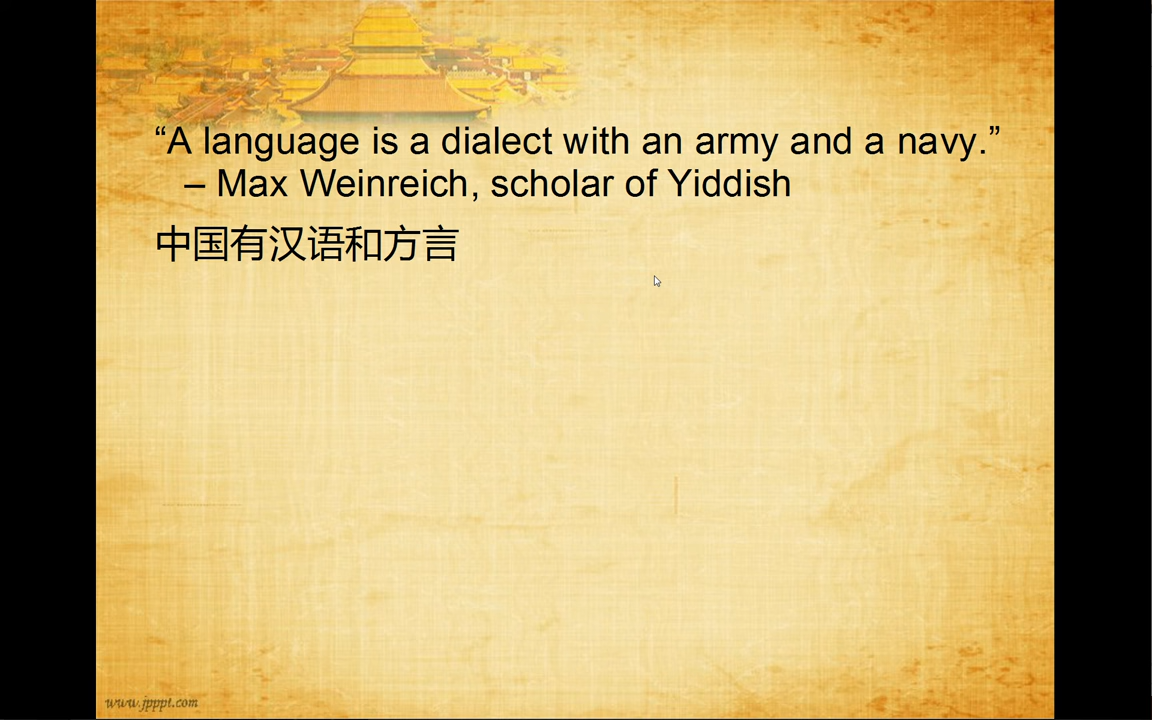 “A language is a dialect with an army and a navy.”
– Max Weinreich, scholar of Yiddish
中国有汉语和方言
www.jpppt.com